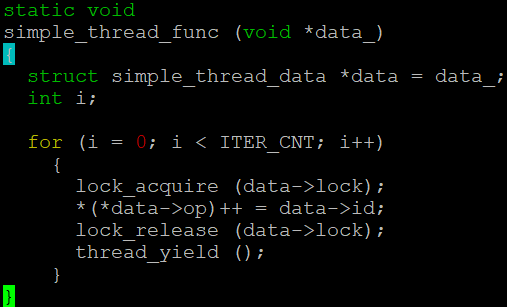 static void
simple_thread_func (void *data_)
{
  struct simple_thread_data *data = data_;
  int i;

  for (i = 0; i < ITER_CNT; i++)
    {
      lock_acquire (data->lock);
      *(*data->op)++ = data->id;
      lock_release (data->lock);
      thread_yield ();
    }
}